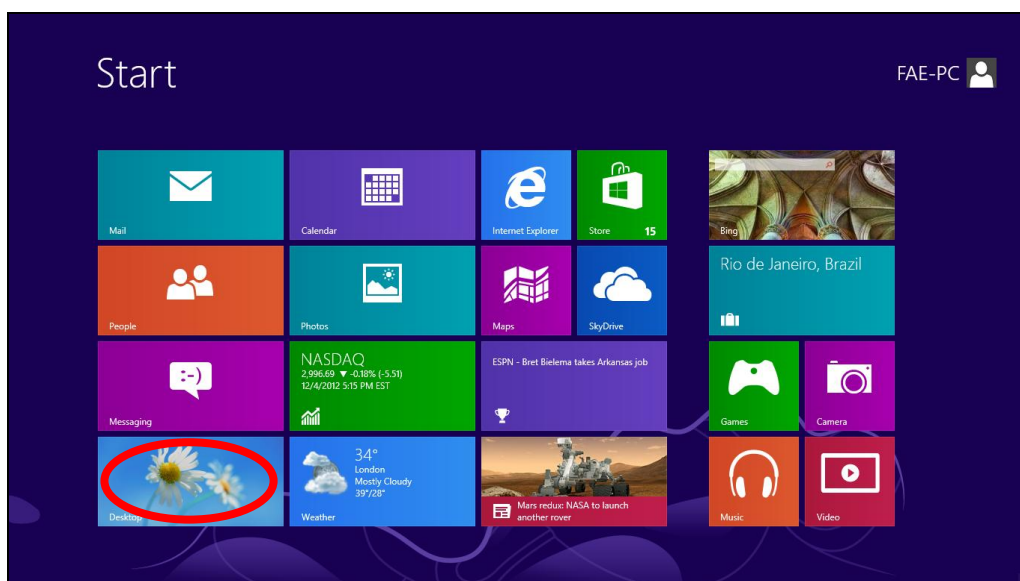 Start
FAE-PC
Mail
Calendar
Internet Explorer
Store
15
Bing
People
Photos
Maps
SkyDrive
Rio de Janeiro, Brazil
Messaging
NASDAQ
2,996.69 ▼ -0.18% (-5.51)
12/4/2012 5:15 PM EST
ESPN - Bret Bielema takes Arkansas job
Games
Camera
Desktop
34°
London
Mostly Cloudy
39°/28°
Weather
Mars redux: NASA to launch
another rover
Music
Video